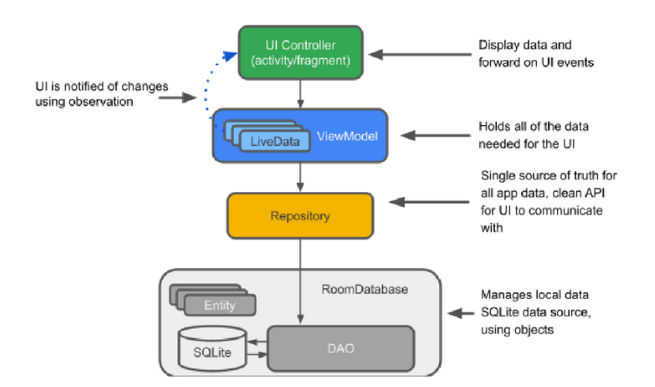 UI Controller
(activity/fragment)
Display data and
forward on UI events
UI is notified of changes
using observation
LiveData
ViewModel
Holds all of the data
needed for the UI
Single source of truth for
all app data, clean API
for UI to communicate
with
Repository
RoomDatabase
Entity
Manages local data
SQLite data source,
using objects
SQLite
DAO